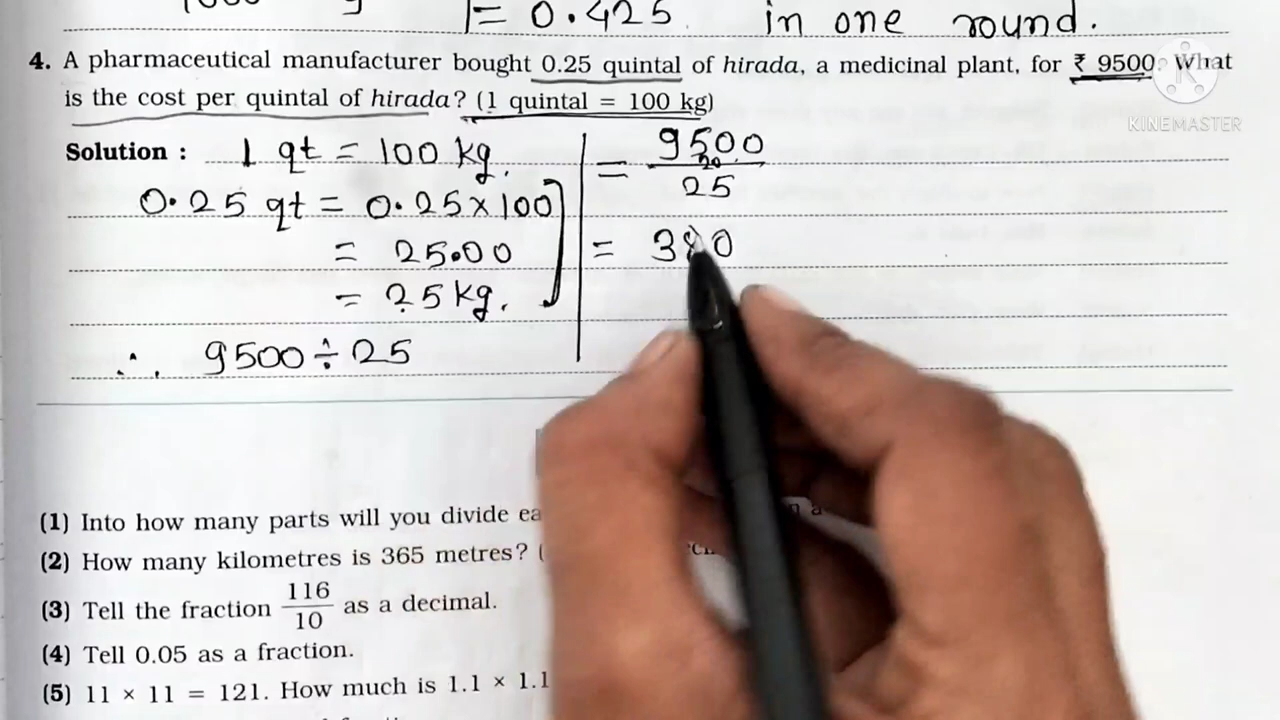 = 0.425 in one round.
4. A pharmaceutical manufacturer bought 0.25 quintal of hirada, a medicinal plant, for ₹ 9500. What
is the cost per quintal of hirada? (1 quintal = 100 kg)
KINEMASTER
Solution : 1 qt = 100 kg.
0.25 qt = 0.25×100
= 25.00
= 25 kg.
∴ 9500 ÷ 25
= 9500
20
25
= 380
(1) Into how many parts will you divide
(2) How many kilometres is 365 metres? (
(3) Tell the fraction 116/10 as a decimal.
(4) Tell 0.05 as a fraction.
(5) 11 × 11 = 121. How much is 1.1 × 1.1